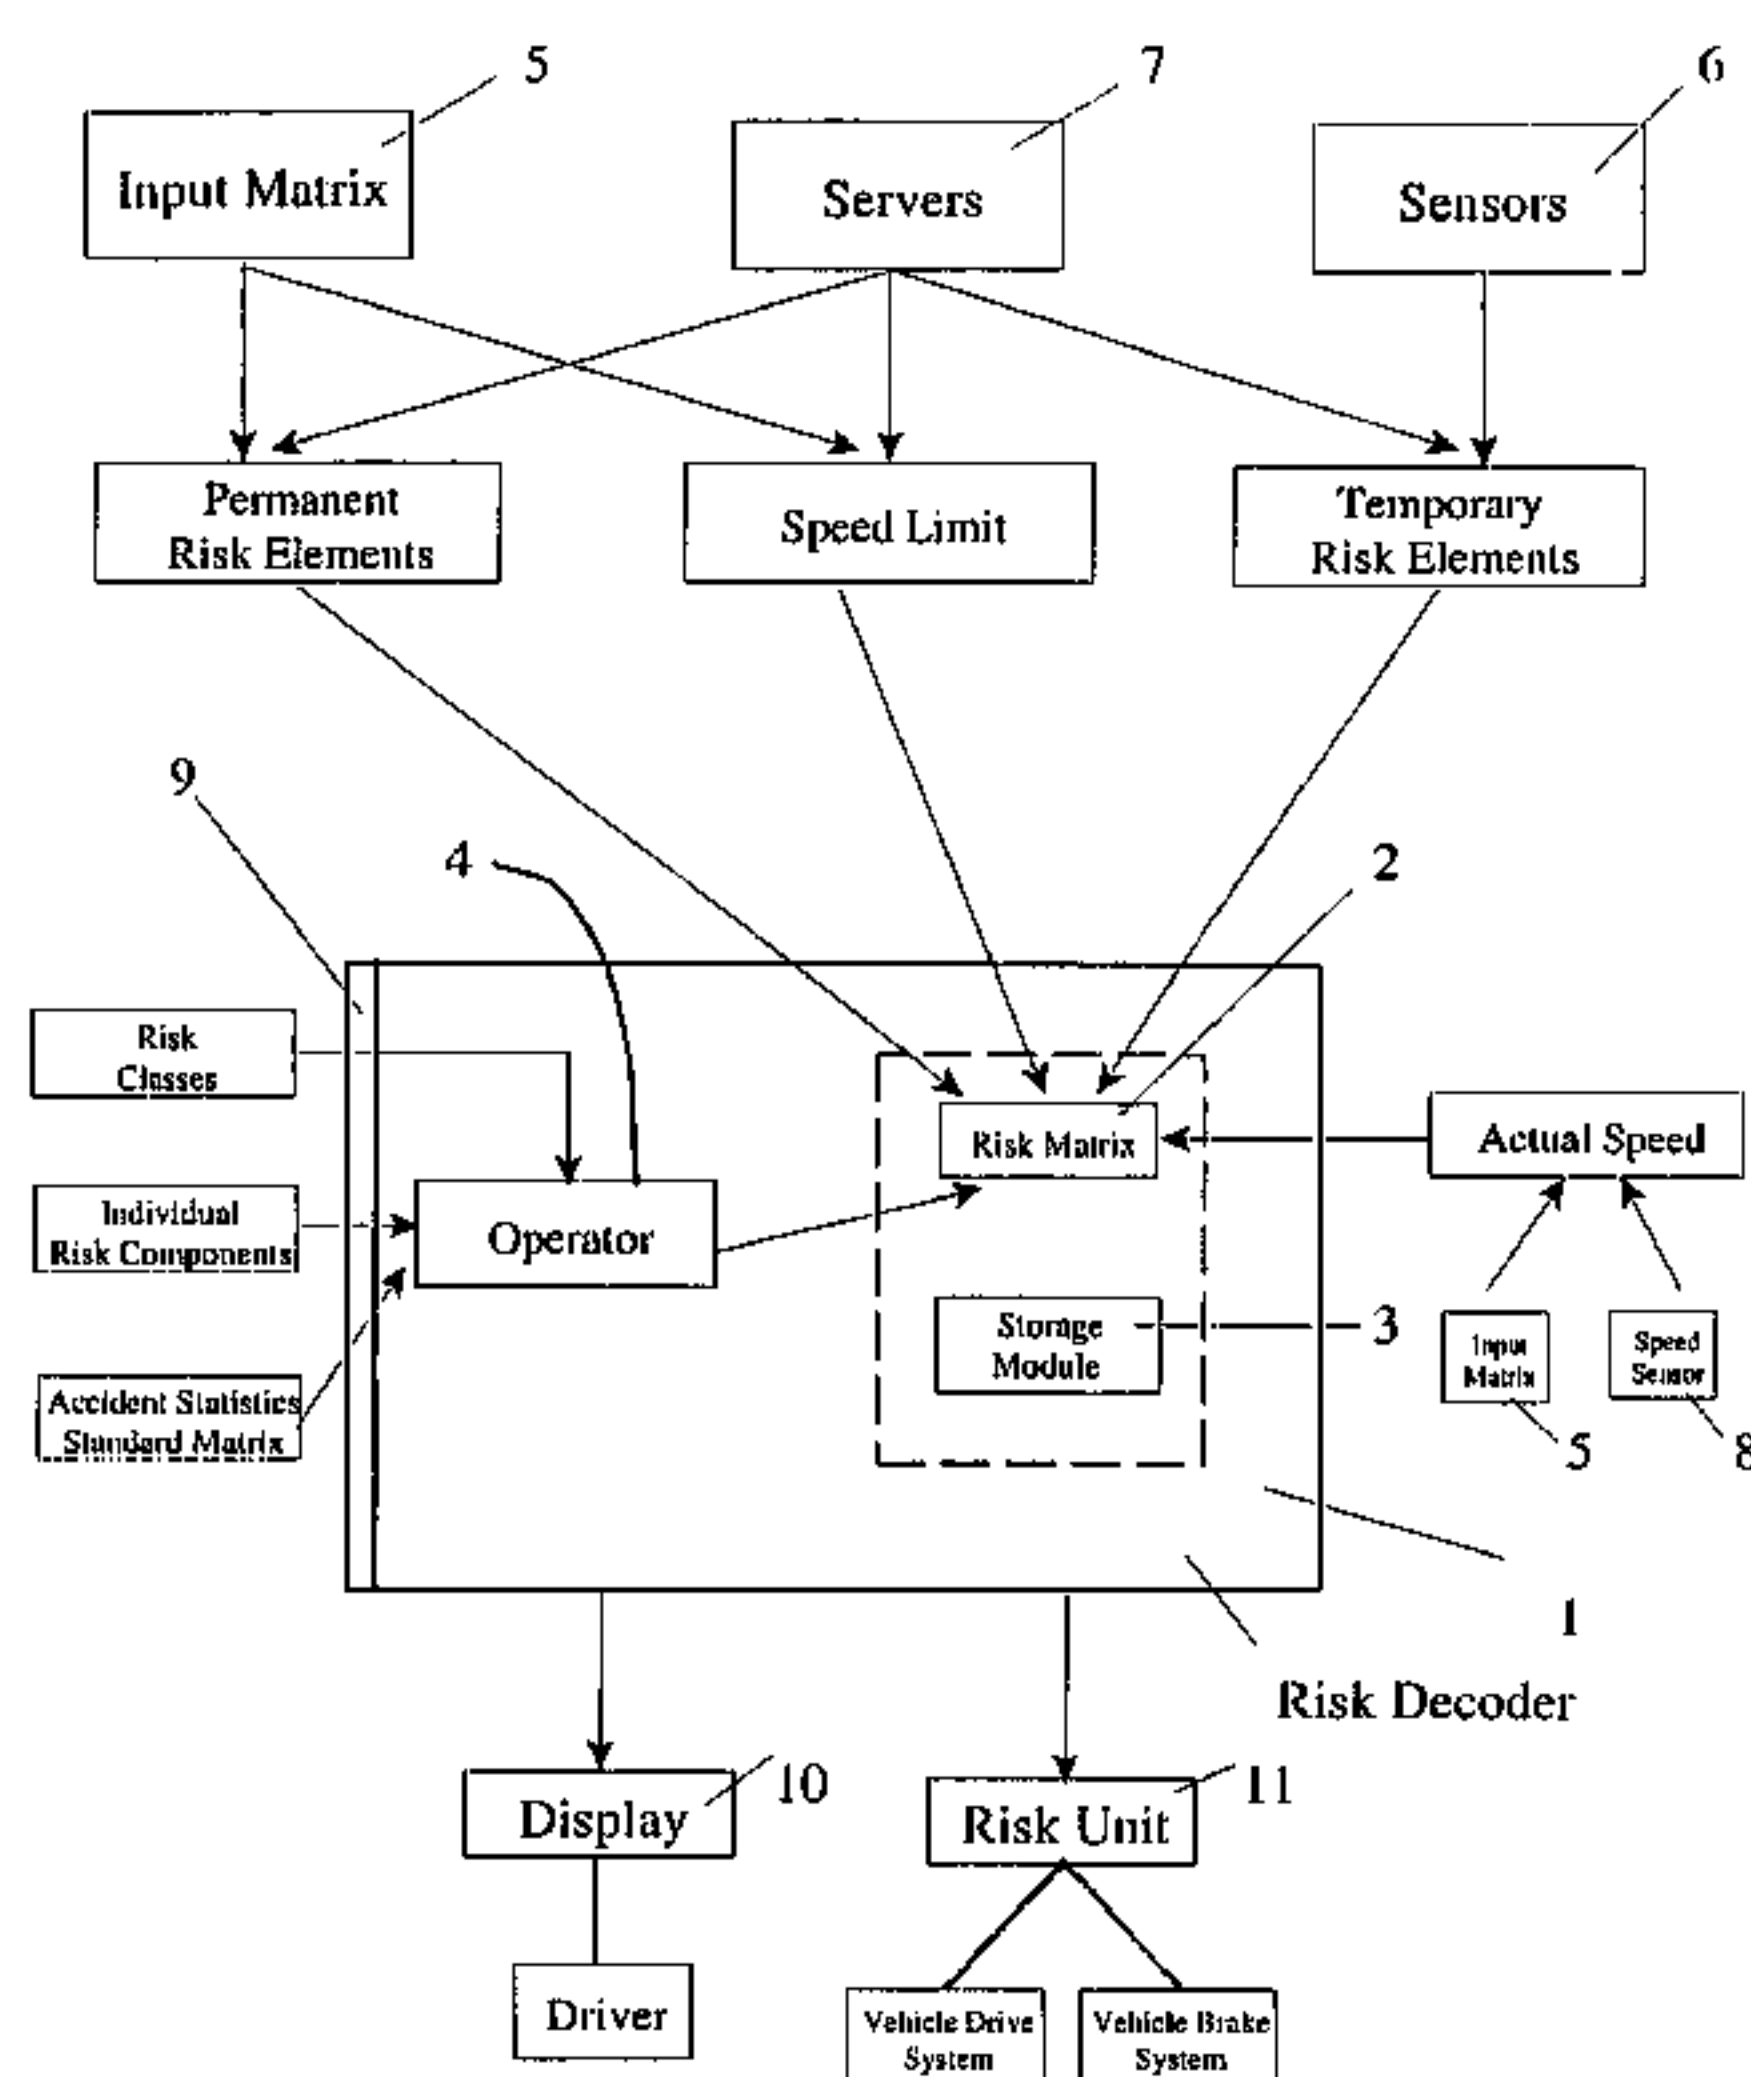 5
7
6
Input Matrix
Servers
Sensors
Permanent
Risk Elements
Speed Limit
Temporary
Risk Elements
9
4
2
Risk
Classes
Individual
Risk Components
Accident Statistics
Standard Matrix
Operator
Risk Matrix
Storage
Module
3
Actual Speed
Input
Matrix
Speed
Sensor
5
8
1
Risk Decoder
Display
10
Risk Unit
11
Driver
Vehicle Drive
System
Vehicle Brake
System